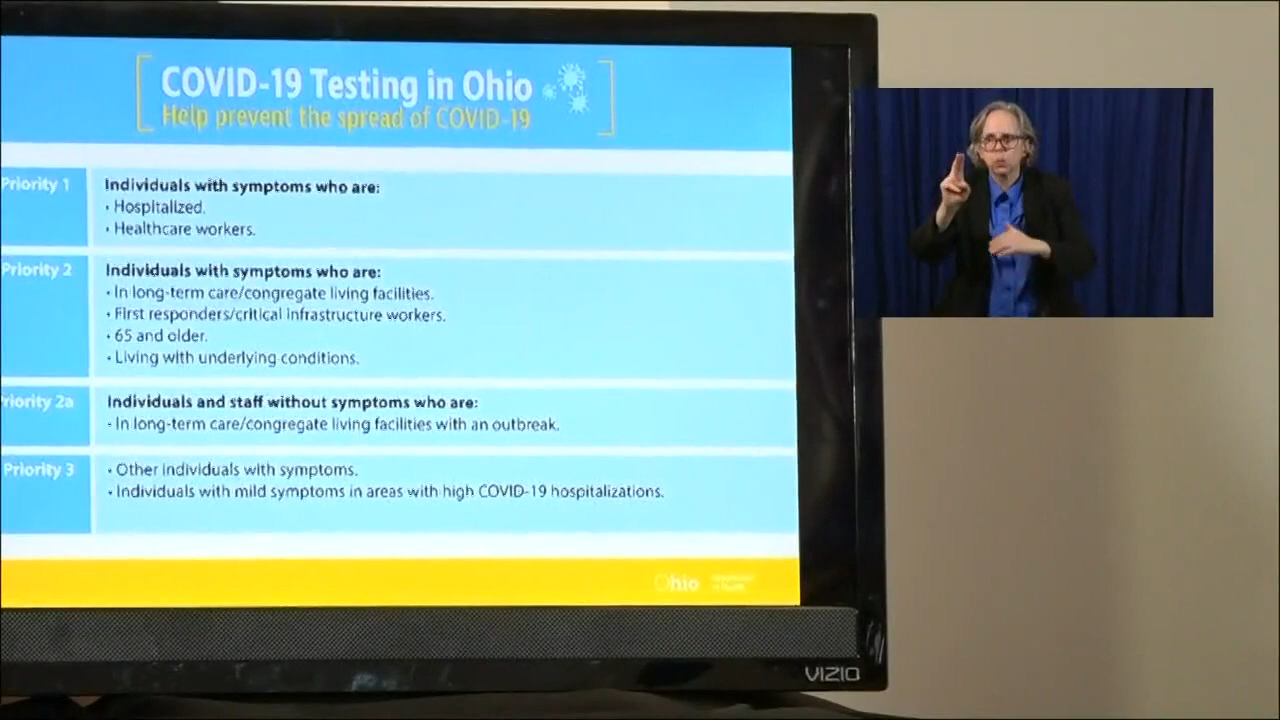 COVID-19 Testing in Ohio
Help prevent the spread of COVID-19
Priority 1
Individuals with symptoms who are:
• Hospitalized.
• Healthcare workers.
Priority 2
Individuals with symptoms who are:
• In long-term care/congregate living facilities.
• First responders/critical infrastructure workers.
• 65 and older.
• Living with underlying conditions.
riority 2a
Individuals and staff without symptoms who are:
• In long-term care/congregate living facilities with an outbreak.
Priority 3
• Other individuals with symptoms.
• Individuals with mild symptoms in areas with high COVID-19 hospitalizations.
Ohio
VIZIO